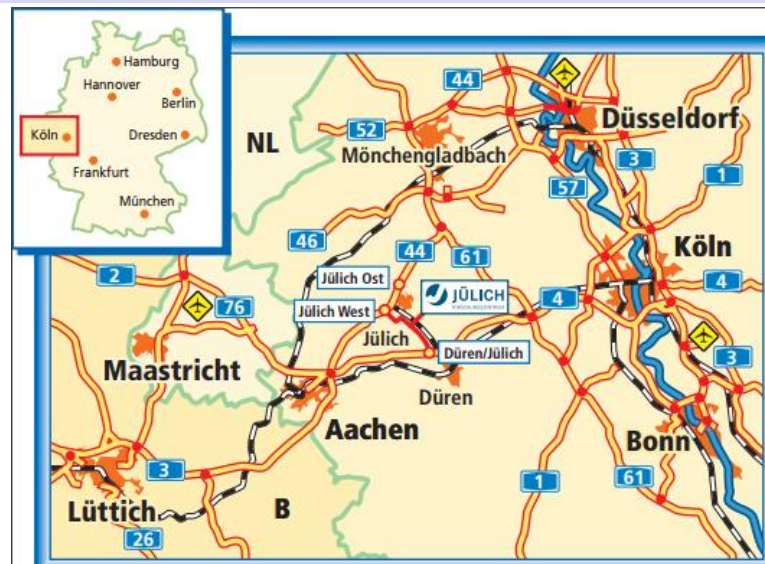 Hamburg
Hannover
Berlin
Köln
Dresden
Frankfurt
München
NL
44
52
Mönchengladbach
Düsseldorf
3
1
57
46
44
61
Köln
2
76
Jülich Ost
JÜLICH
FORSCHUNGSZENTRUM
4
4
Jülich West
Jülich
Düren/Jülich
3
Maastricht
Düren
Aachen
Bonn
3
1
61
Lüttich
B
26